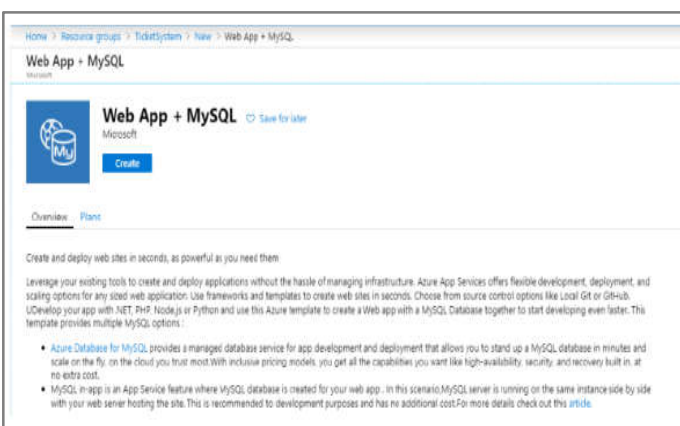 Home > Resource groups > TicketSystem > New > Web App + MySQL
Web App + MySQL
Microsoft
My
Web App + MySQL Save for later
Microsoft
Create
Overview Plans
Create and deploy web sites in seconds, as powerful as you need them
Leverage your existing tools to create and deploy applications without the hassle of managing infrastructure. Azure App Services offers flexible development, deployment, and
scaling options for any sized web application. Use frameworks and templates to create web sites in seconds. Choose from source control options like Local Git or GitHub.
UDevelop your app with .NET, PHP, Node.js or Python and use this Azure template to create a Web app with a MySQL Database together to start developing even faster. This
template provides multiple MySQL options :
• Azure Database for MySQL provides a managed database service for app development and deployment that allows you to stand up a MySQL database in minutes and
scale on the fly, on the cloud you trust most.With inclusive pricing models, you get all the capabilities you want like high-availability, security, and recovery built in, at
no extra cost.
• MySQL in-app is an App Service feature where MySQL database is created for your web app . In this scenario,MySQL server is running on the same instance side by side
with your web server hosting the site. This is recommended to development purposes and has no additional cost.For more details check out this article.